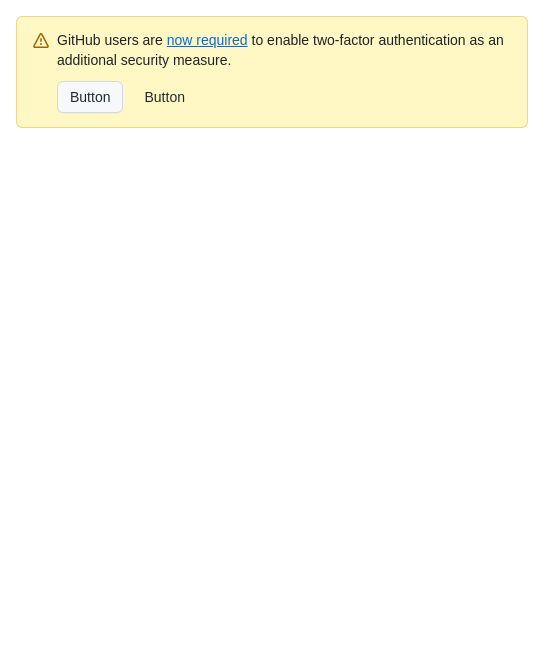 GitHub users are now required to enable two-factor authentication as an
additional security measure.
Button Button